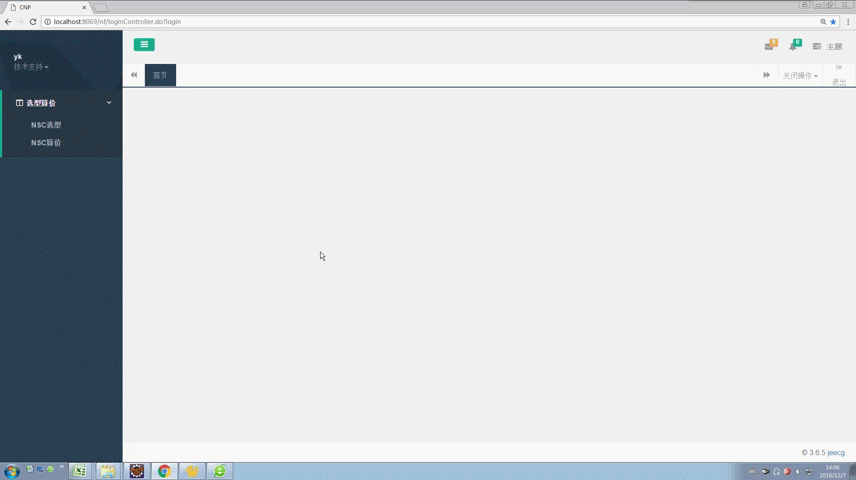 CNP
localhost:8069/nf/loginController.do?login
yk
技术支持
选型算价
NSC选型
NSC算价
0
0
主题
首页
关闭操作
退出
© 3.6.5 jeecg
14:06
2016/12/7